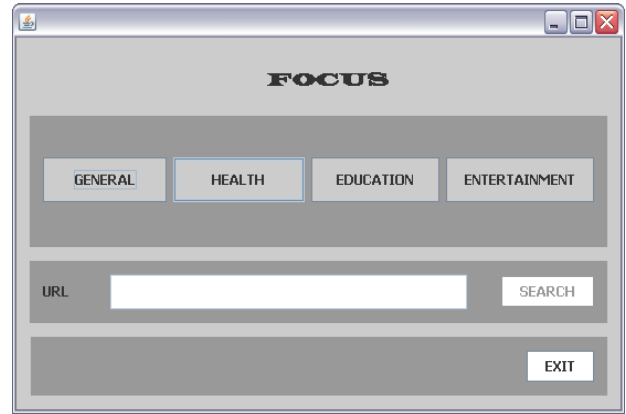 FOCUS
GENERAL HEALTH EDUCATION ENTERTAINMENT
URL SEARCH
EXIT